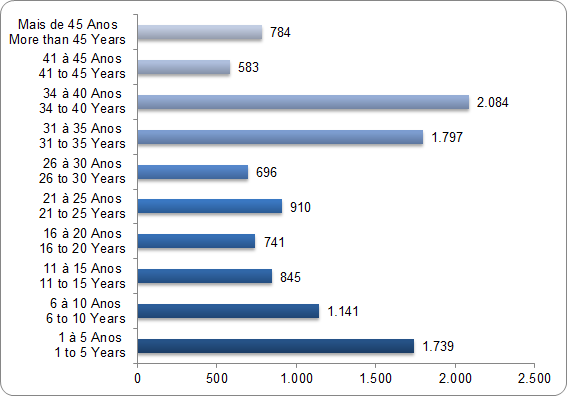 Mais de 45 Anos
More than 45 Years
784
41 à 45 Anos
41 to 45 Years
583
34 à 40 Anos
34 to 40 Years
2.084
31 à 35 Anos
31 to 35 Years
1.797
26 à 30 Anos
26 to 30 Years
696
21 à 25 Anos
21 to 25 Years
910
16 à 20 Anos
16 to 20 Years
741
11 à 15 Anos
11 to 15 Years
845
6 à 10 Anos
6 to 10 Years
1.141
1 à 5 Anos
1 to 5 Years
1.739
0 500 1.000 1.500 2.000 2.500